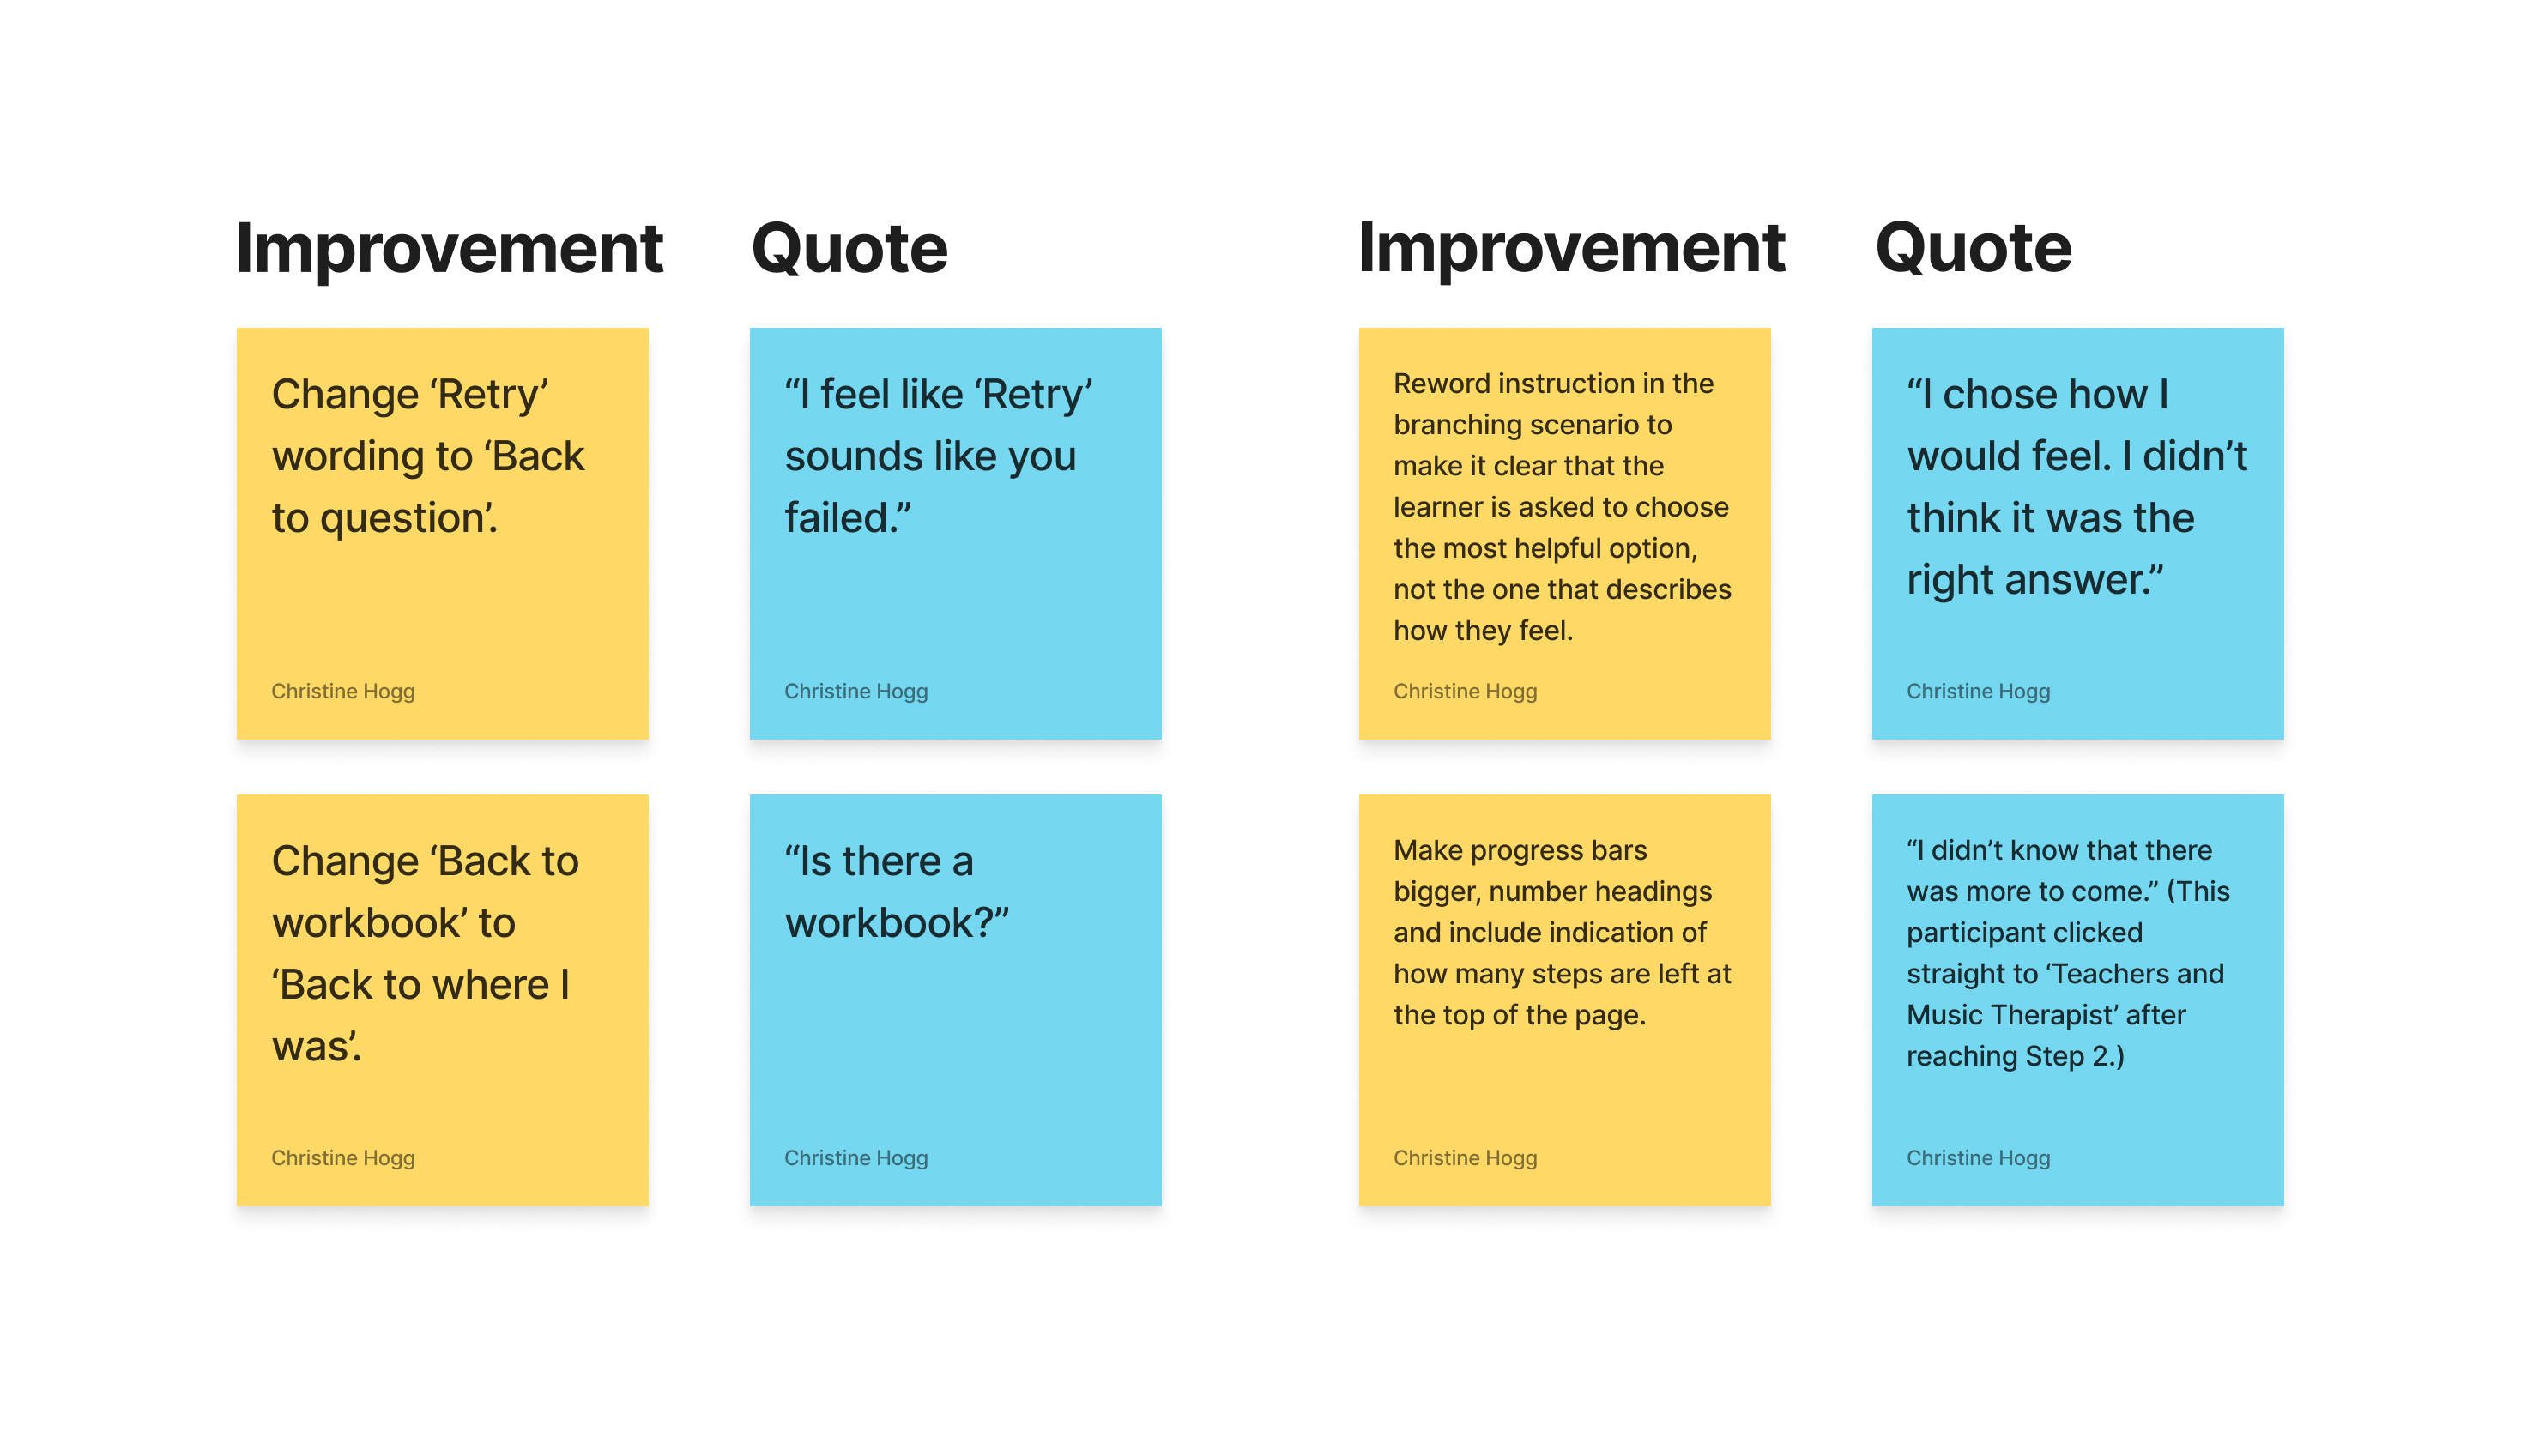 Improvement
Quote
Change ‘Retry’
wording to ‘Back
to question’.
Christine Hogg
“I feel like ‘Retry’
sounds like you
failed.”
Christine Hogg
Change ‘Back to
workbook’ to
‘Back to where I
was’.
Christine Hogg
“Is there a
workbook?”
Christine Hogg
Improvement
Quote
Reword instruction in the
branching scenario to
make it clear that the
learner is asked to choose
the most helpful option,
not the one that describes
how they feel.
Christine Hogg
“I chose how I
would feel. I didn’t
think it was the
right answer.”
Christine Hogg
Make progress bars
bigger, number headings
and include indication of
how many steps are left at
the top of the page.
Christine Hogg
“I didn’t know that there
was more to come.” (This
participant clicked
straight to ‘Teachers and
Music Therapist’ after
reaching Step 2.)
Christine Hogg